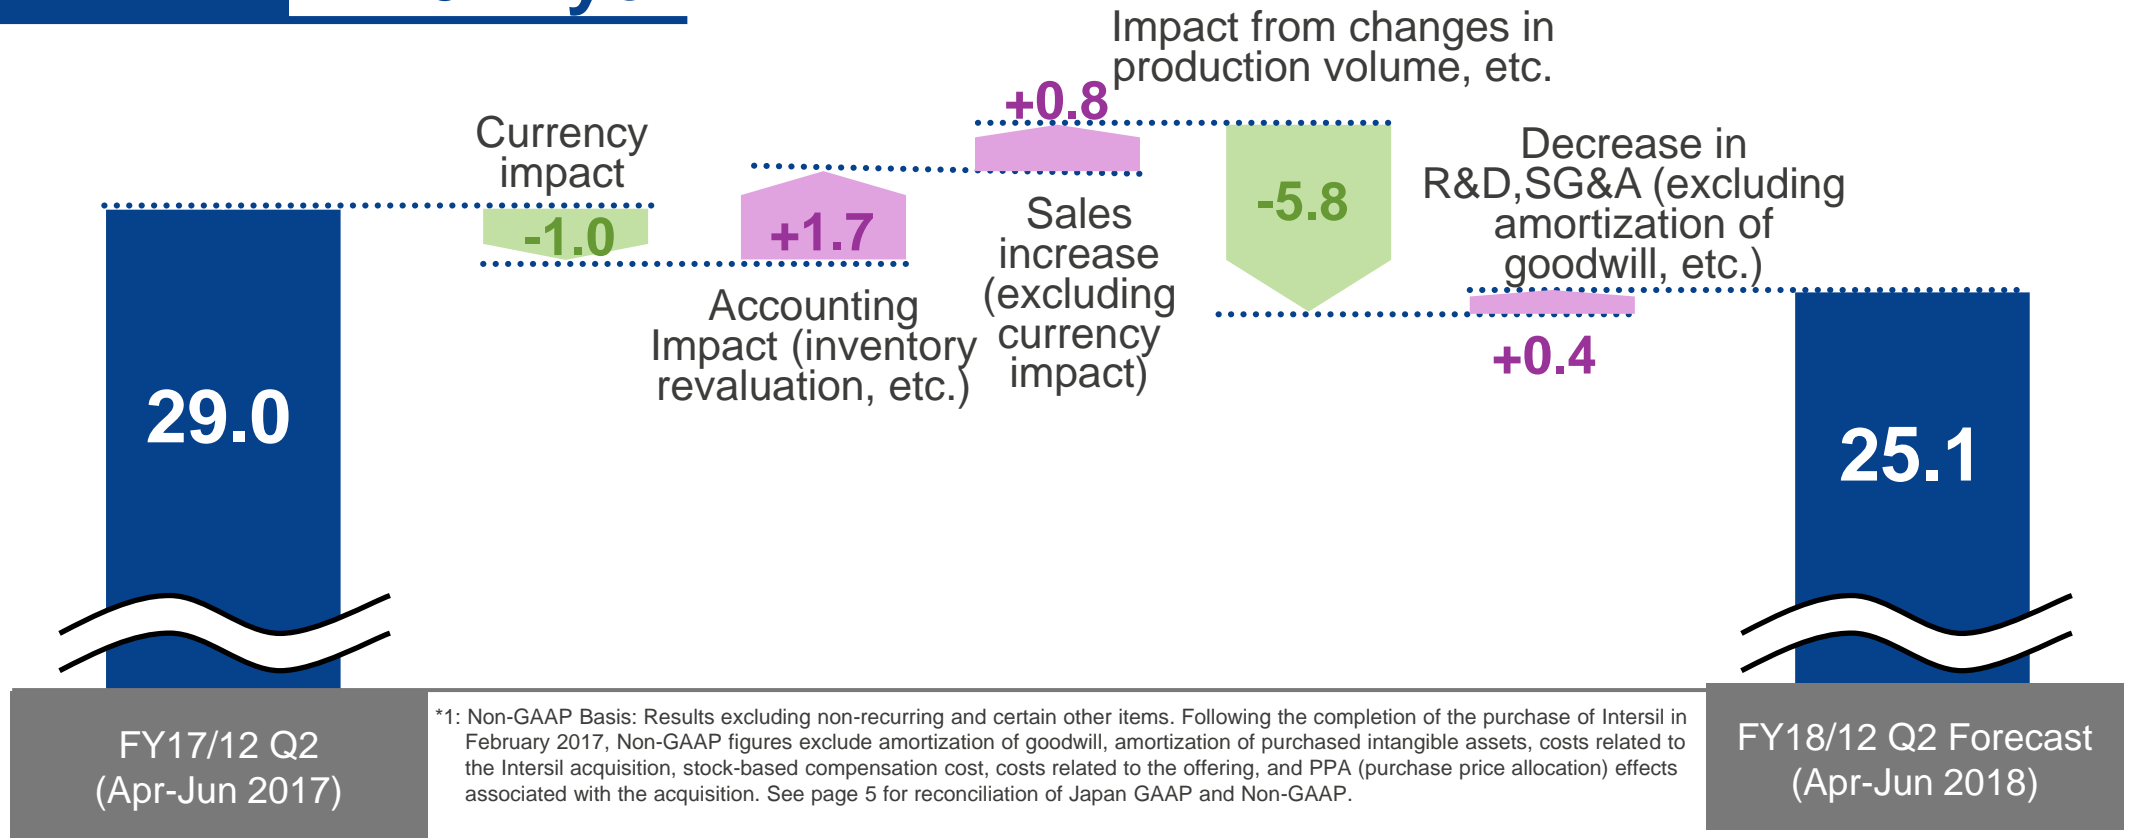 Impact from changes in
production volume, etc.
+0.8
Currency
impact
-1.0
+1.7
Accounting
Impact (inventory
revaluation, etc.)
Sales
increase
(excluding
currency
impact)
-5.8
Decrease in
R&D,SG&A (excluding
amortization of
goodwill, etc.)
+0.4
29.0
25.1
FY17/12 Q2
(Apr-Jun 2017)
*1: Non-GAAP Basis: Results excluding non-recurring and certain other items. Following the completion of the purchase of Intersil in
February 2017, Non-GAAP figures exclude amortization of goodwill, amortization of purchased intangible assets, costs related to
the Intersil acquisition, stock-based compensation cost, costs related to the offering, and PPA (purchase price allocation) effects
associated with the acquisition. See page 5 for reconciliation of Japan GAAP and Non-GAAP.
FY18/12 Q2 Forecast
(Apr-Jun 2018)